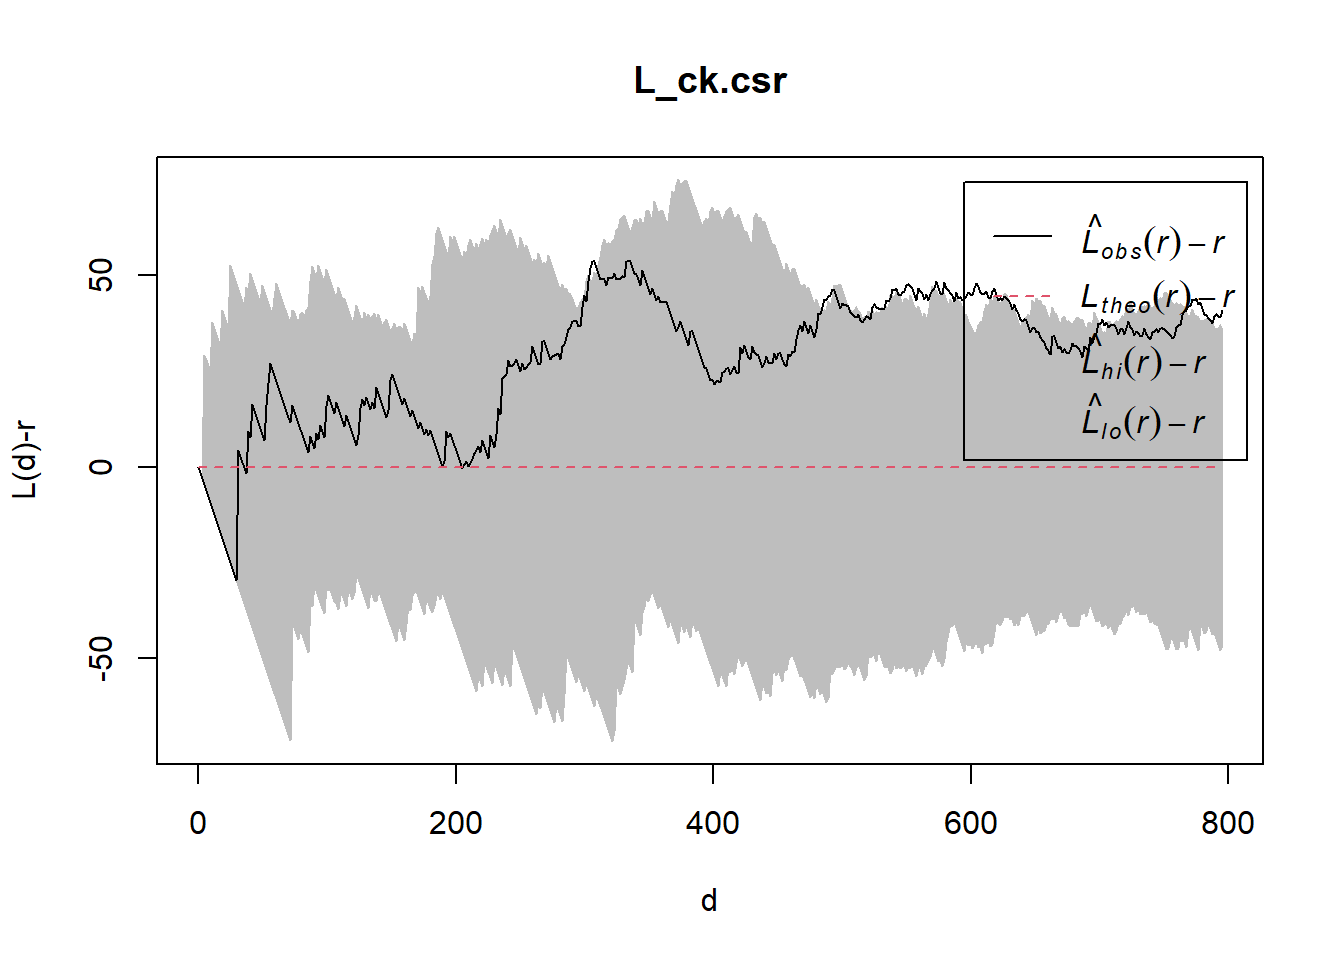 L_ck.csr
L(d)-r
50
0
-50
L̂obs(r) − r
Ltheo(r) − r
L̂hi(r) − r
L̂lo(r) − r
0 200 400 600 800
d